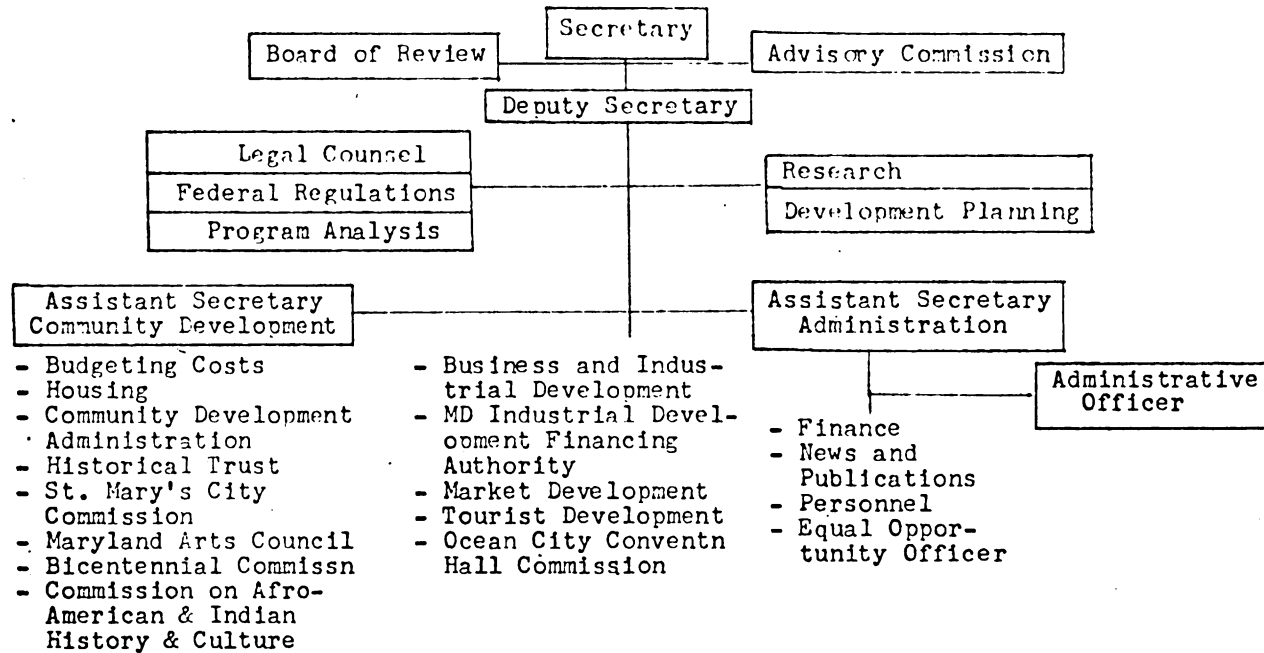 Secretary
Board of Review
Advisory Commission
Deputy Secretary
Legal Counsel
Federal Regulations
Program Analysis
Research
Development Planning
Assistant Secretary
Community Development
- Budgeting Costs
- Housing
- Community Development
Administration
- Historical Trust
- St. Mary's City
Commission
- Maryland Arts Council
- Bicentennial Commissn
- Commission on Afro-
American & Indian
History & Culture
- Business and Indus-
trial Development
- MD Industrial Devel-
opment Financing
Authority
- Market Development
- Tourist Development
- Ocean City Conventn
Hall Commission
Assistant Secretary
Administration
Administrative
Officer
- Finance
- News and
Publications
- Personnel
- Equal Oppor-
tunity Officer